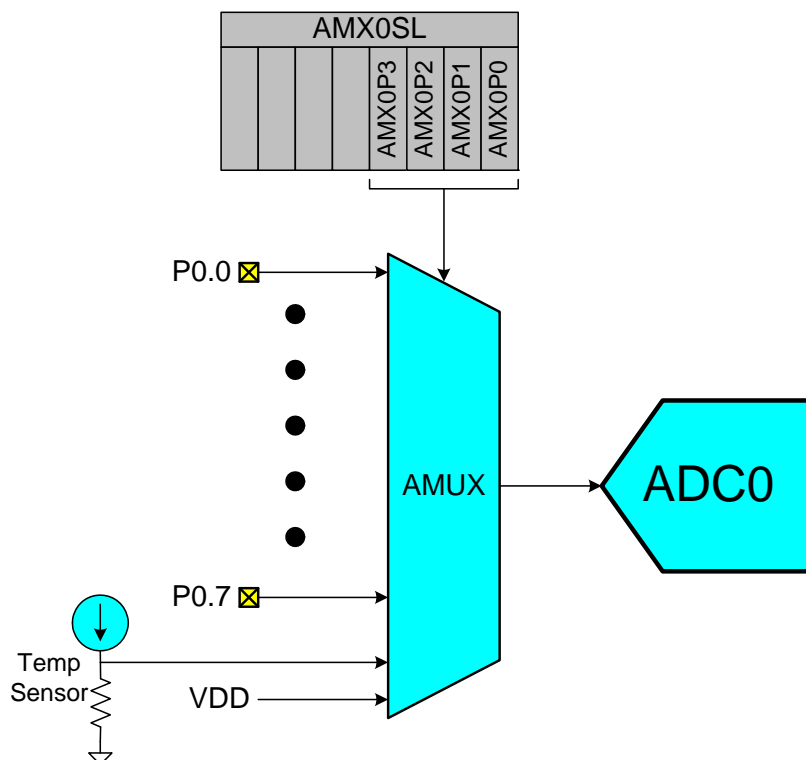 AMX0SL
AMX0P3
AMX0P2
AMX0P1
AMX0P0
P0.0
AMUX
ADC0
P0.7
Temp
Sensor
VDD